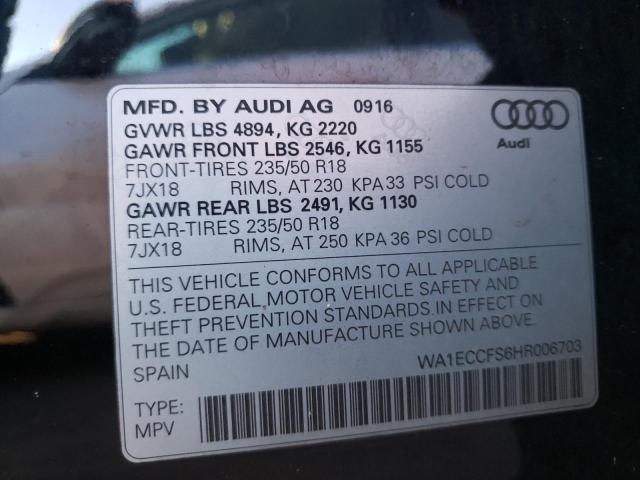 MFD. BY AUDI AG 0916
GVWR LBS 4894, KG 2220
GAWR FRONT LBS 2546, KG 1155
FRONT-TIRES 235/50 R18
7JX18 RIMS, AT 230 KPA 33 PSI COLD
GAWR REAR LBS 2491, KG 1130
REAR-TIRES 235/50 R18
7JX18 RIMS, AT 250 KPA 36 PSI COLD
Audi
THIS VEHICLE CONFORMS TO ALL APPLICABLE
U.S. FEDERAL MOTOR VEHICLE SAFETY AND
THEFT PREVENTION STANDARDS IN EFFECT ON
THE DATE OF MANUFACTURE SHOWN ABOVE.
SPAIN
WA1ECCFS6HR006703
TYPE:
MPV